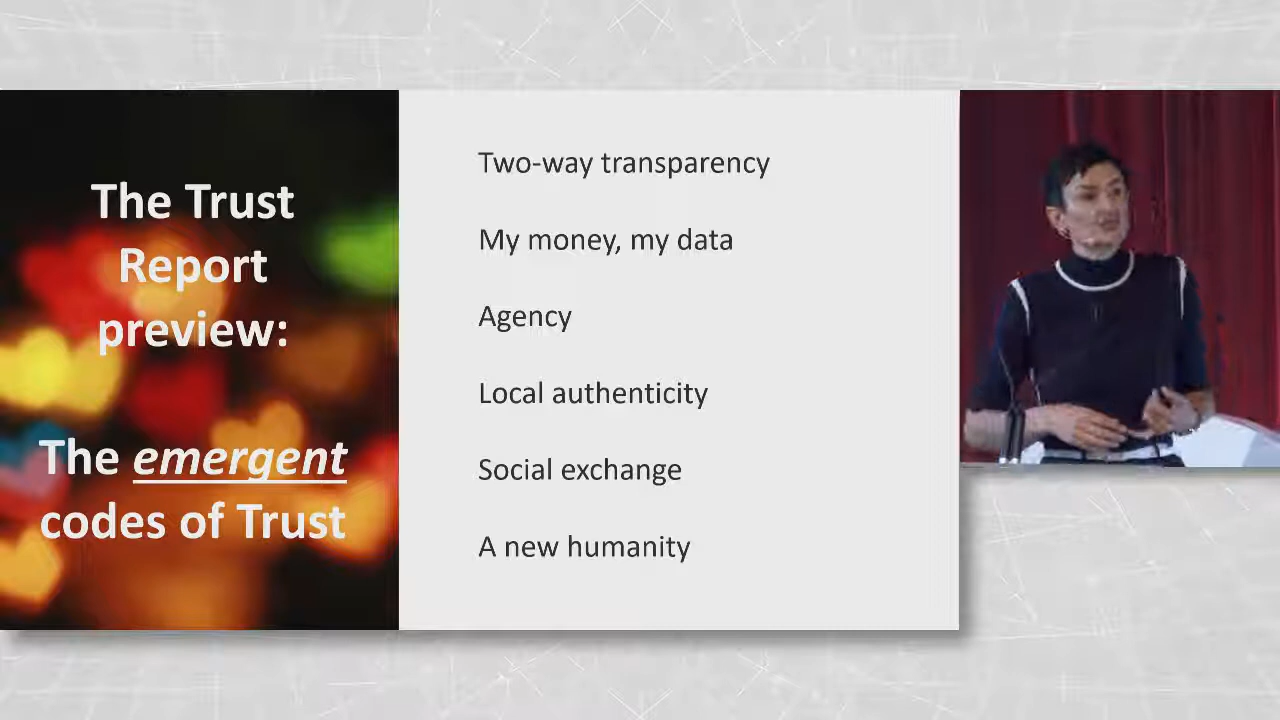 The Trust
Report
preview:
The emergent
codes of Trust
Two-way transparency
My money, my data
Agency
Local authenticity
Social exchange
A new humanity